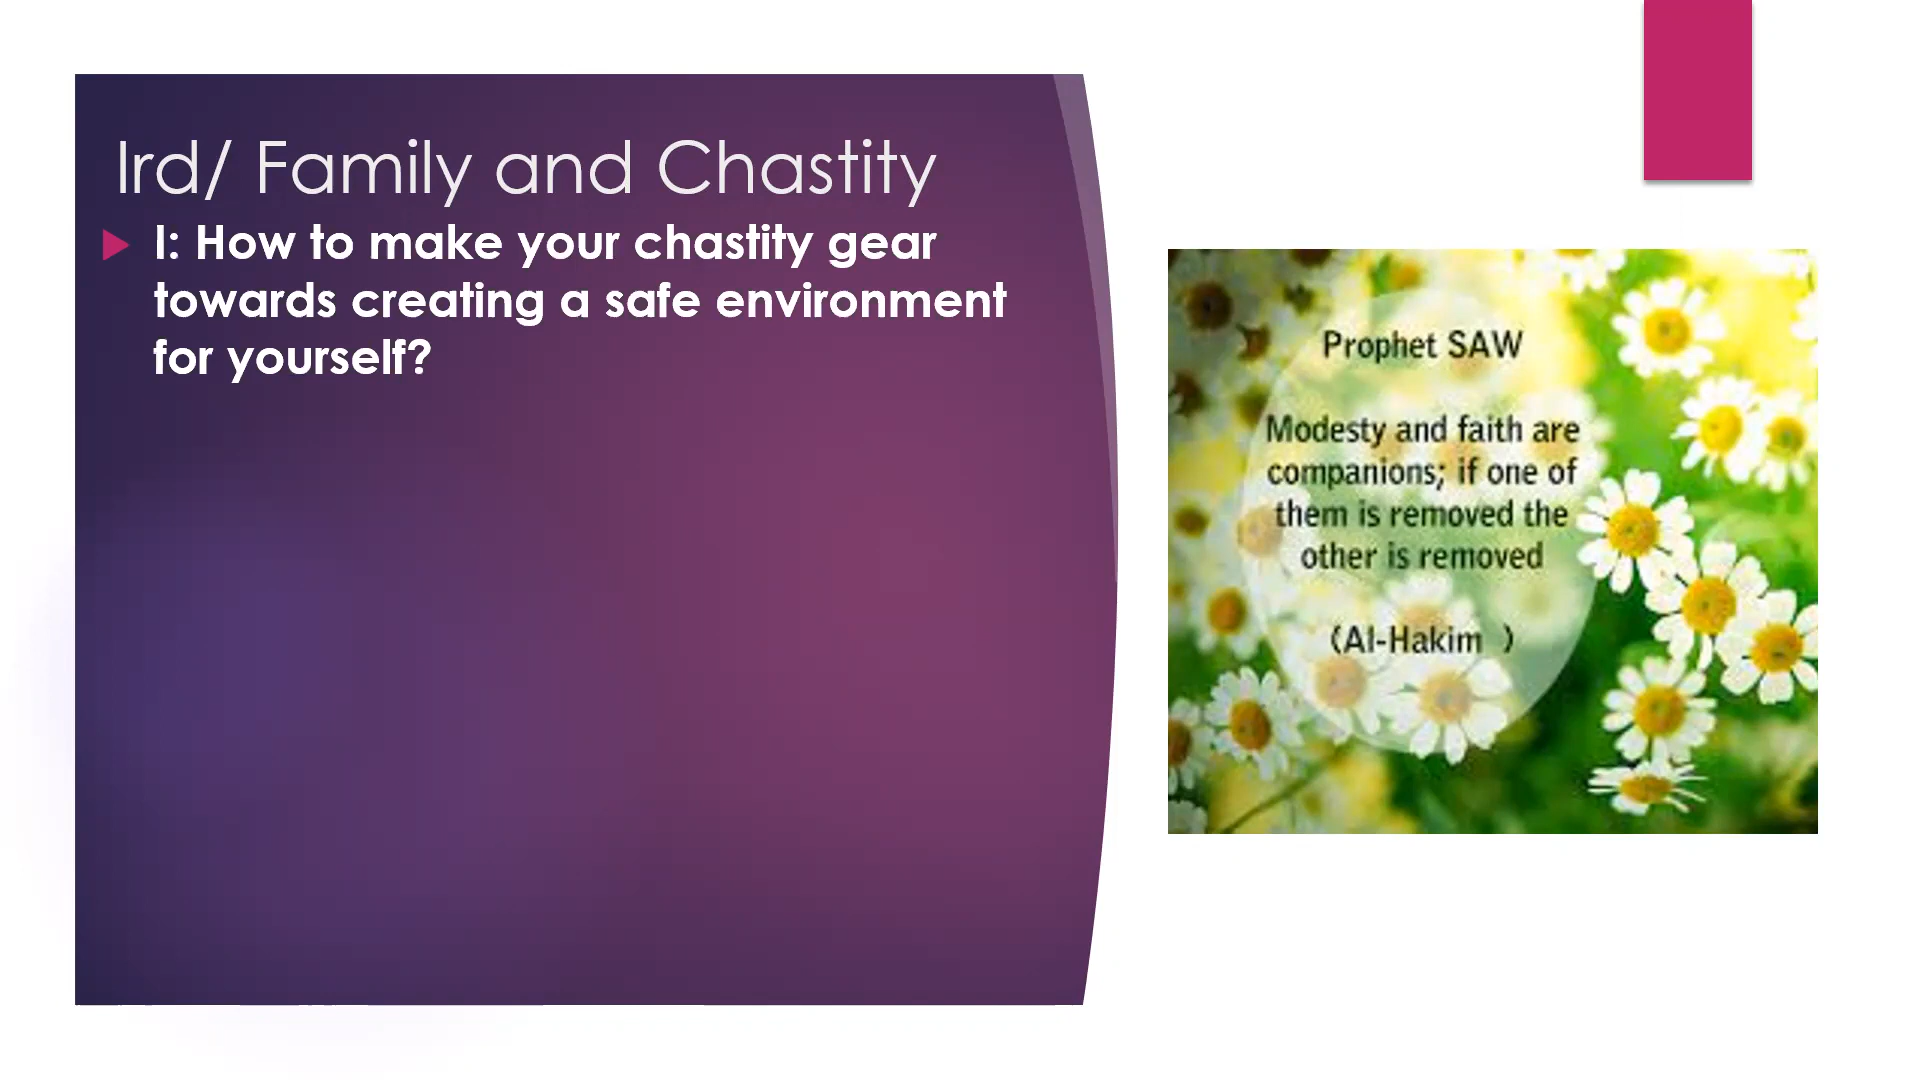 Ird/ Family and Chastity
I: How to make your chastity gear
towards creating a safe environment
for yourself?
Prophet SAW
Modesty and faith are
companions; if one of
them is removed the
other is removed
(Al-Hakim )